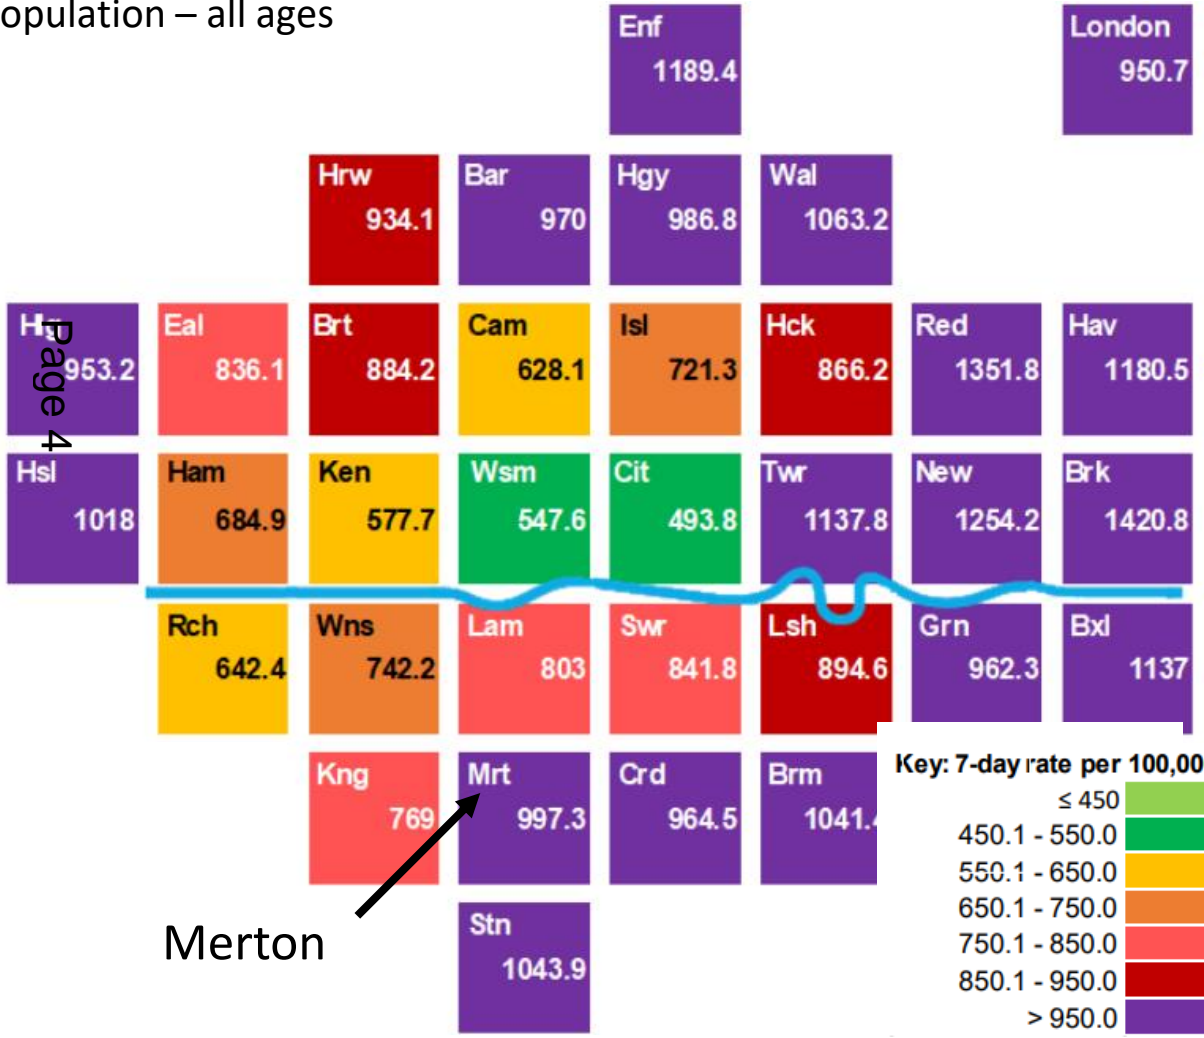 opulation – all ages
Enf
1189.4
London
950.7
Hrw
934.1
Bar
970
Hgy
986.8
Wal
1063.2
953.2
Page 4
Eal
836.1
Brt
884.2
Cam
628.1
Isl
721.3
Hck
866.2
Red
1351.8
Hav
1180.5
Hsl
1018
Ham
684.9
Ken
577.7
Wsm
547.6
Cit
493.8
Twr
1137.8
New
1254.2
Brk
1420.8
Rch
642.4
Wns
742.2
Lam
803
Swr
841.8
Lsh
894.6
Grn
962.3
Bxl
1137
Kng
769
Mrt
997.3
Crd
964.5
Brm
1041.
Merton
Stn
1043.9
Key: 7-day rate per 100,00
≤ 450
450.1 - 550.0
550.1 - 650.0
650.1 - 750.0
750.1 - 850.0
850.1 - 950.0
> 950.0